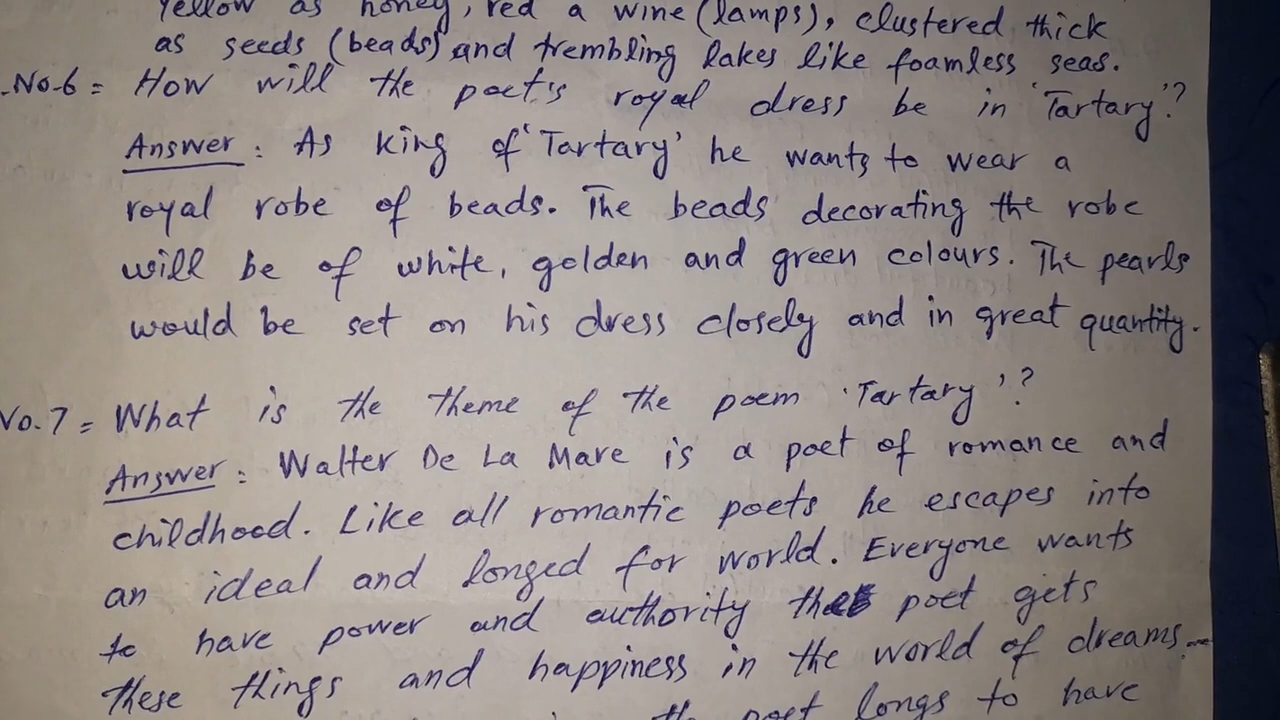 Yellow as honey, red a wine (lamps), clustered thick
as seeds (beads) and trembling lakes like foamless seas.
.No.6 = How will the poet's royal dress be in 'Tartary'?
Answer : As king of 'Tartary' he wants to wear a
royal robe of beads. The beads decorating the robe
will be of white, golden and green colours. The pearls
would be set on his dress closely and in great quantity.
No.7 = What is the theme of the poem 'Tartary'?
Answer : Walter De La Mare is a poet of romance and
childhood. Like all romantic poets he escapes into
an ideal and longed for world. Everyone wants
to have power and authority poet gets
these things and happiness in the world of dreams.
the poet longs to have